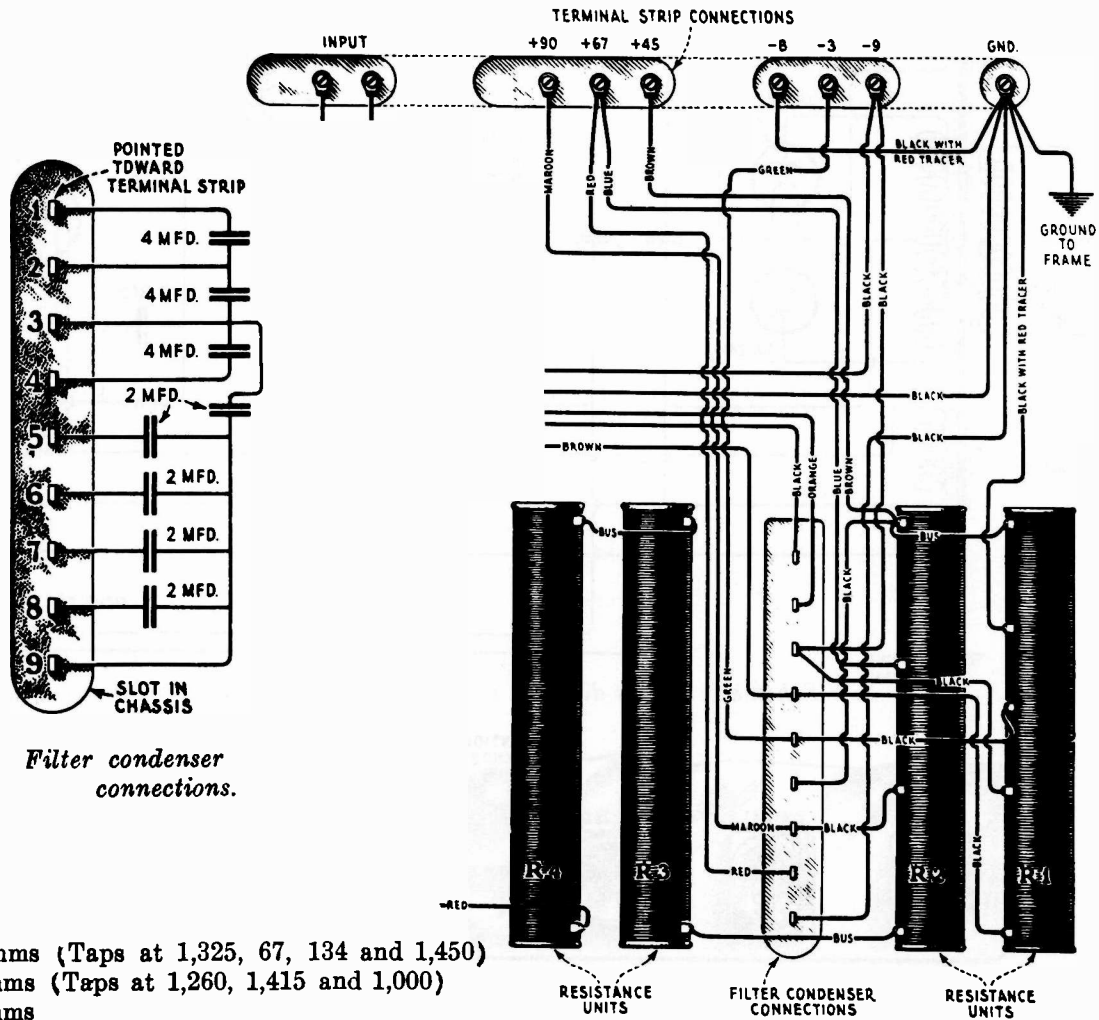 TERMINAL STRIP CONNECTIONS
INPUT
+90 +67 +45
-B -3 -9
GND.
POINTED
TOWARD
TERMINAL STRIP
1
4 MFD.
2
4 MFD.
3
4 MFD.
4
2 MFD.
5
2 MFD.
6
2 MFD.
7
2 MFD.
8
9
SLOT IN
CHASSIS
Filter condenser
connections.
MAROON
RED
BLUE
BROWN
GREEN
BLACK WITH
RED TRACER
BLACK
BLACK
GROUND
TO
FRAME
BLACK WITH RED TRACER
BLACK
BLACK
BROWN
BLACK
ORANGE
BLUE
BROWN
BUS
BUS
BLACK
GREEN
BLACK
BLACK
MAROON
BLACK
BLACK
RED
R-4
R-3
R-2
R-1
RED
BUS
RESISTANCE
UNITS
FILTER CONDENSER
CONNECTIONS
RESISTANCE
UNITS
hms (Taps at 1,325, 67, 134 and 1,450)
ms (Taps at 1,260, 1,415 and 1,000)
ms